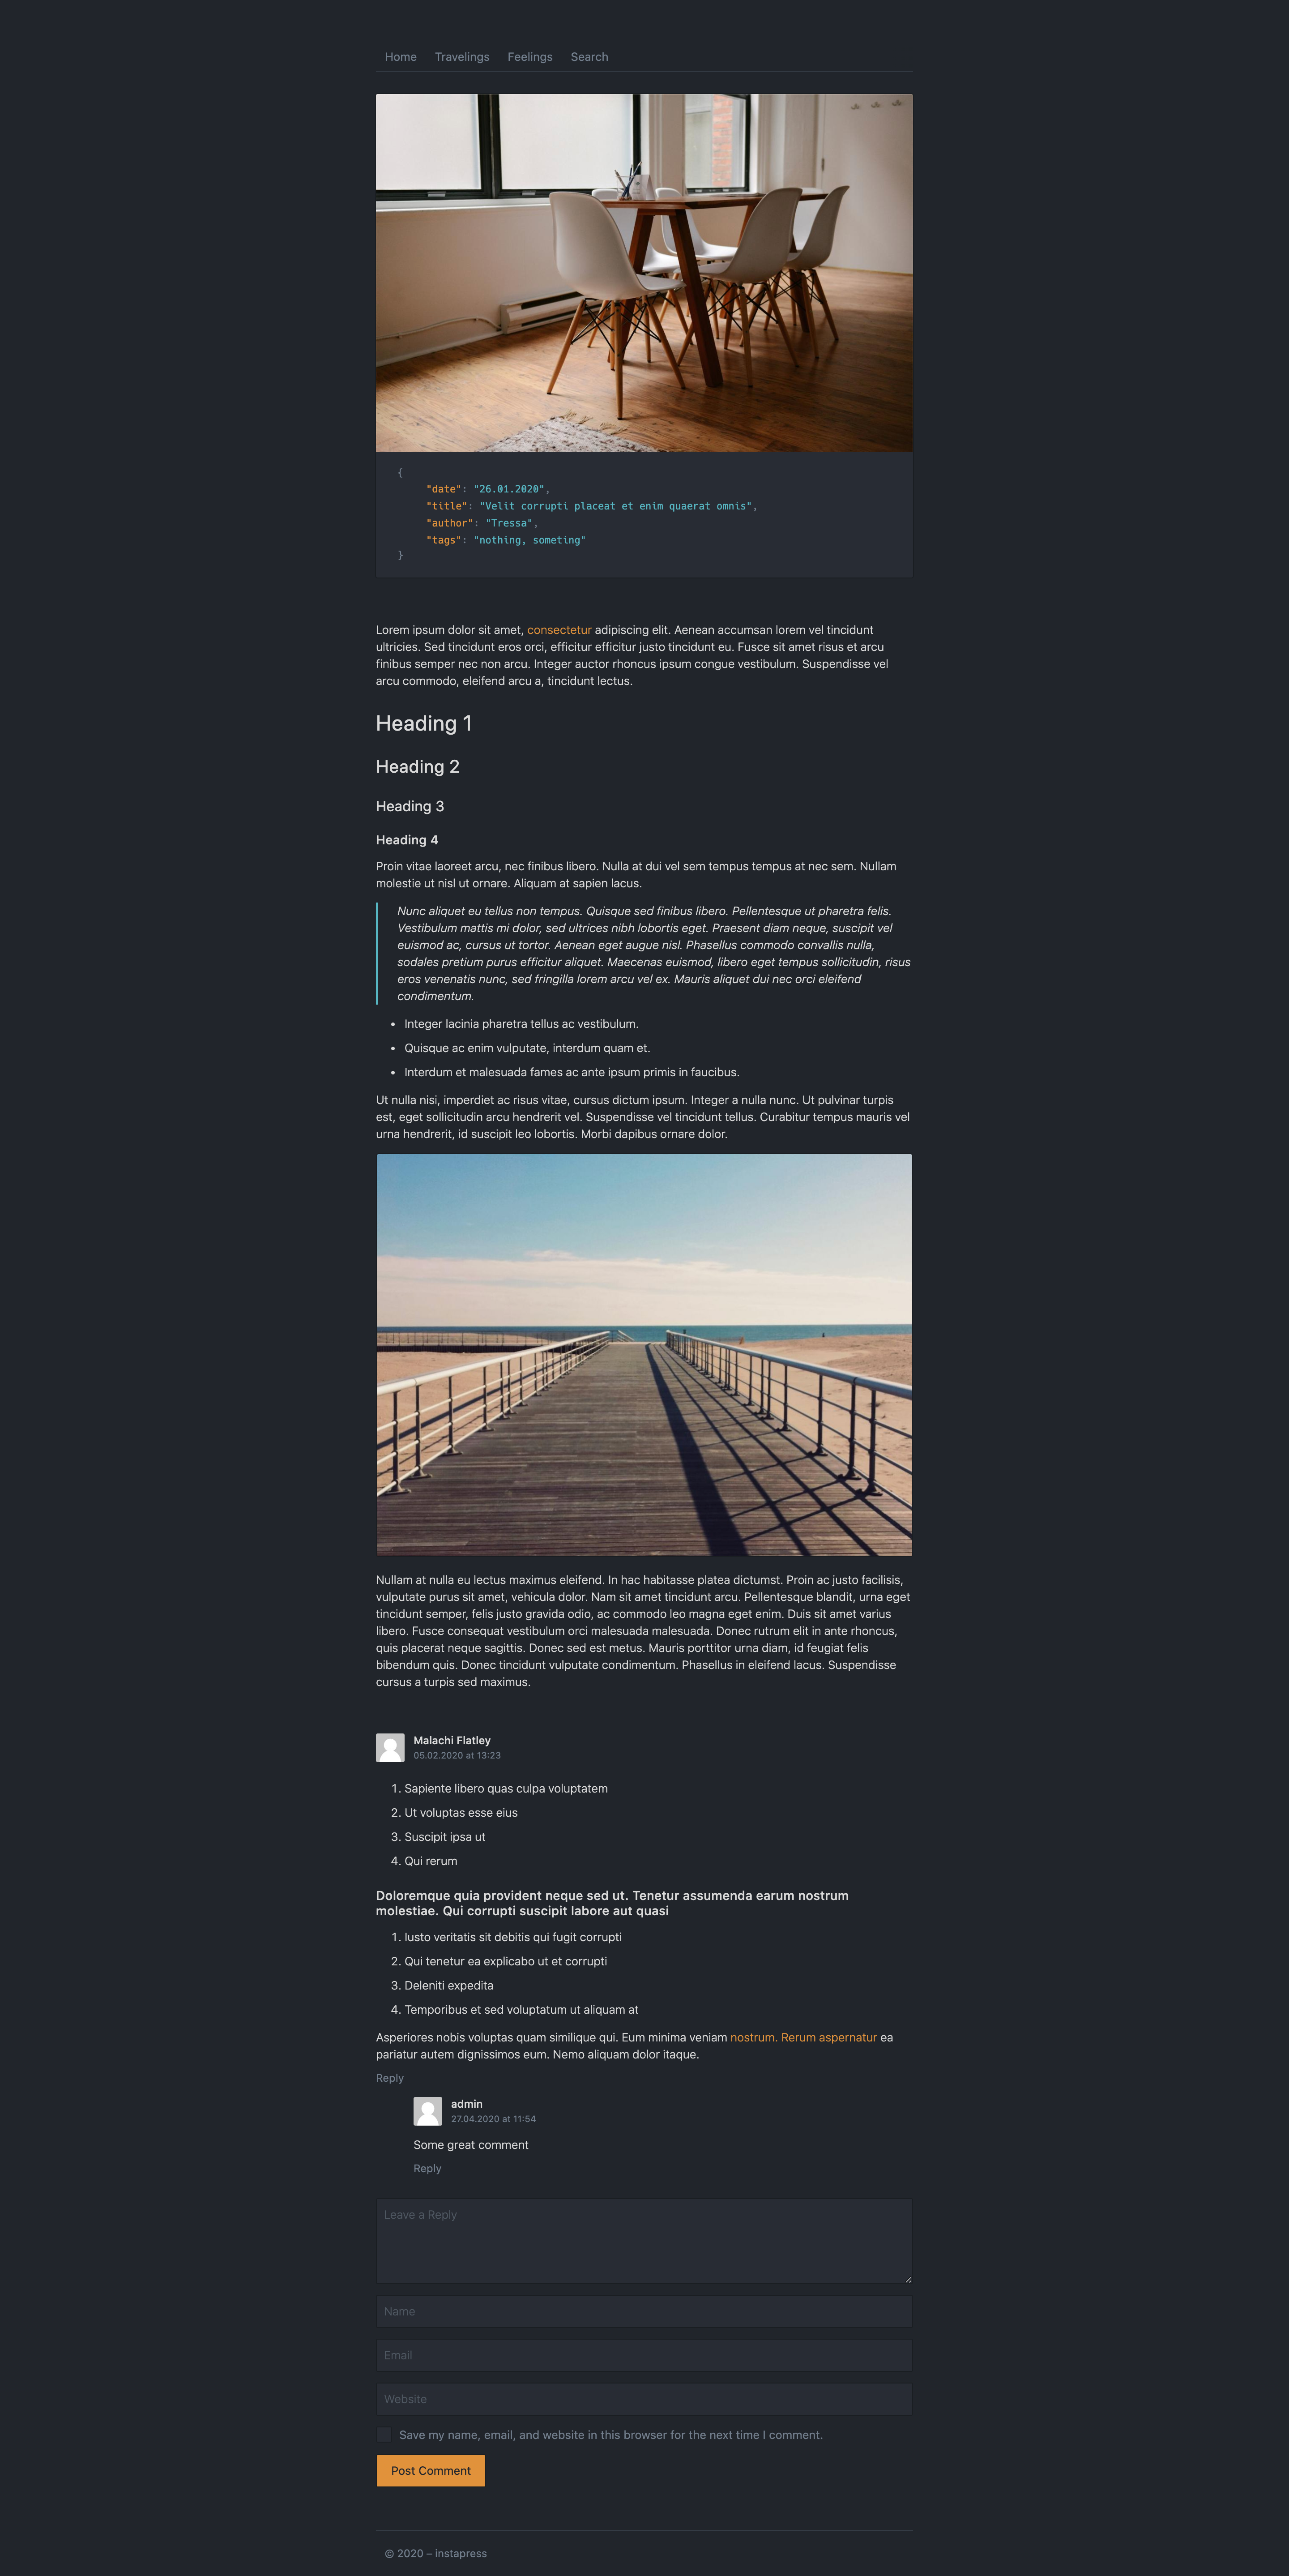 Home Travelings Feelings Search
{
"date": "26.01.2020",
"title": "Velit corrupti placeat et enim quaerat omnis",
"author": "Tressa",
"tags": "nothing, someting"
}
Lorem ipsum dolor sit amet, consectetur adipiscing elit. Aenean accumsan lorem vel tincidunt
ultricies. Sed tincidunt eros orci, efficitur efficitur justo tincidunt eu. Fusce sit amet risus et arcu
finibus semper nec non arcu. Integer auctor rhoncus ipsum congue vestibulum. Suspendisse vel
arcu commodo, eleifend arcu a, tincidunt lectus.
Heading 1
Heading 2
Heading 3
Heading 4
Proin vitae laoreet arcu, nec finibus libero. Nulla at dui vel sem tempus tempus at nec sem. Nullam
molestie ut nisl ut ornare. Aliquam at sapien lacus.
Nunc aliquet eu tellus non tempus. Quisque sed finibus libero. Pellentesque ut pharetra felis.
Vestibulum mattis mi dolor, sed ultrices nibh lobortis eget. Praesent diam neque, suscipit vel
euismod ac, cursus ut tortor. Aenean eget augue nisl. Phasellus commodo convallis nulla,
sodales pretium purus efficitur aliquet. Maecenas euismod, libero eget tempus sollicitudin, risus
eros venenatis nunc, sed fringilla lorem arcu vel ex. Mauris aliquet dui nec orci eleifend
condimentum.
• Integer lacinia pharetra tellus ac vestibulum.
• Quisque ac enim vulputate, interdum quam et.
• Interdum et malesuada fames ac ante ipsum primis in faucibus.
Ut nulla nisi, imperdiet ac risus vitae, cursus dictum ipsum. Integer a nulla nunc. Ut pulvinar turpis
est, eget sollicitudin arcu hendrerit vel. Suspendisse vel tincidunt tellus. Curabitur tempus mauris vel
urna hendrerit, id suscipit leo lobortis. Morbi dapibus ornare dolor.
Nullam at nulla eu lectus maximus eleifend. In hac habitasse platea dictumst. Proin ac justo facilisis,
vulputate purus sit amet, vehicula dolor. Nam sit amet tincidunt arcu. Pellentesque blandit, urna eget
tincidunt semper, felis justo gravida odio, ac commodo leo magna eget enim. Duis sit amet varius
libero. Fusce consequat vestibulum orci malesuada malesuada. Donec rutrum elit in ante rhoncus,
quis placerat neque sagittis. Donec sed est metus. Mauris porttitor urna diam, id feugiat felis
bibendum quis. Donec tincidunt vulputate condimentum. Phasellus in eleifend lacus. Suspendisse
cursus a turpis sed maximus.
Malachi Flatley
05.02.2020 at 13:23
1. Sapiente libero quas culpa voluptatem
2. Ut voluptas esse eius
3. Suscipit ipsa ut
4. Qui rerum
Doloremque quia provident neque sed ut. Tenetur assumenda earum nostrum
molestiae. Qui corrupti suscipit labore aut quasi
1. Iusto veritatis sit debitis qui fugit corrupti
2. Qui tenetur ea explicabo ut et corrupti
3. Deleniti expedita
4. Temporibus et sed voluptatum ut aliquam at
Asperiores nobis voluptas quam similique qui. Eum minima veniam nostrum. Rerum aspernatur ea
pariatur autem dignissimos eum. Nemo aliquam dolor itaque.
Reply
admin
27.04.2020 at 11:54
Some great comment
Reply
Leave a Reply
Name
Email
Website
Save my name, email, and website in this browser for the next time I comment.
Post Comment
© 2020 – instapress